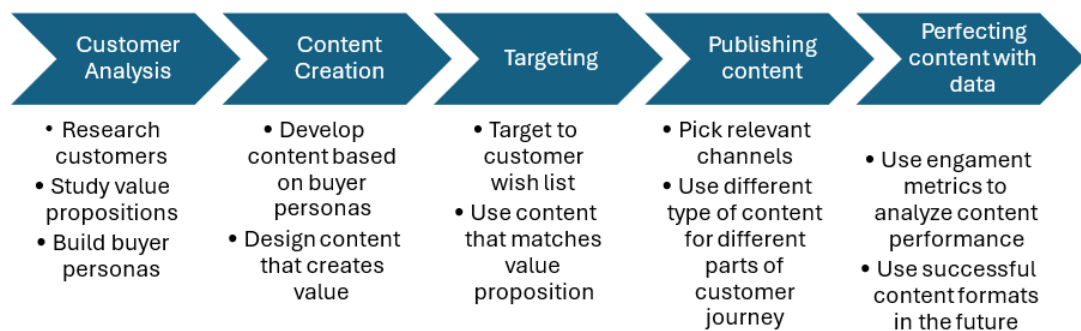 Customer
Analysis
• Research
customers
• Study value
propositions
• Build buyer
personas
Content
Creation
• Develop
content based
on buyer
personas
• Design content
that creates
value
Targeting
• Target to
customer
wish list
• Use content
that matches
value
proposition
Publishing
content
• Pick relevant
channels
• Use different
type of content
for different
parts of
customer
journey
Perfecting
content with
data
• Use engament
metrics to
analyze content
performance
• Use successful
content formats
in the future